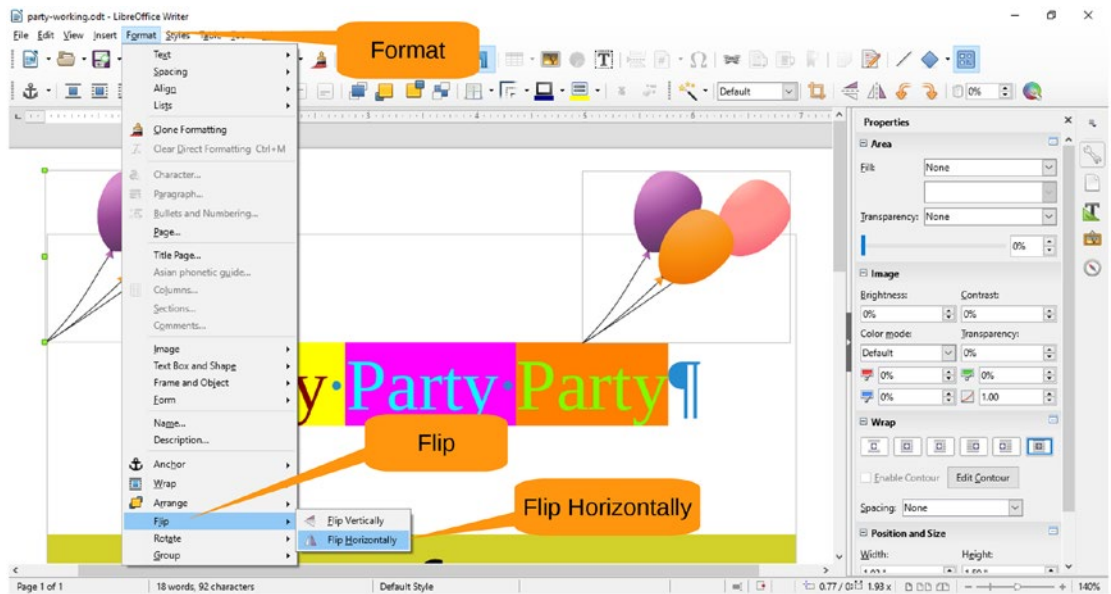 party-working.odt - LibreOffice Writer
File Edit View Insert Format Styles
Format
Default
0%
Text
Spacing
Align
Lists
Clone Formatting
Clear Direct Formatting Ctrl+M
Character...
Paragraph...
Bullets and Numbering...
Page...
Title Page...
Asian phonetic guide...
Columns...
Sections...
Comments...
Image
Text Box and Shape
Frame and Object
Form
Name...
Description...
Anchor
Wrap
Arrange
Flip
Rotate
Group
Flip Vertically
Flip Horizontally
y·Party·Party¶
Flip
Flip Horizontally
Properties
Area
Fill: None
Transparency: None
0%
Image
Brightness: Contrast:
0% 0%
Color mode: Transparency:
Default 0%
0% 0%
0% 1.00
Wrap
Enable Contour Edit Contour
Spacing: None
Position and Size
Width: Height:
Page 1 of 1 18 words, 92 characters Default Style 140%